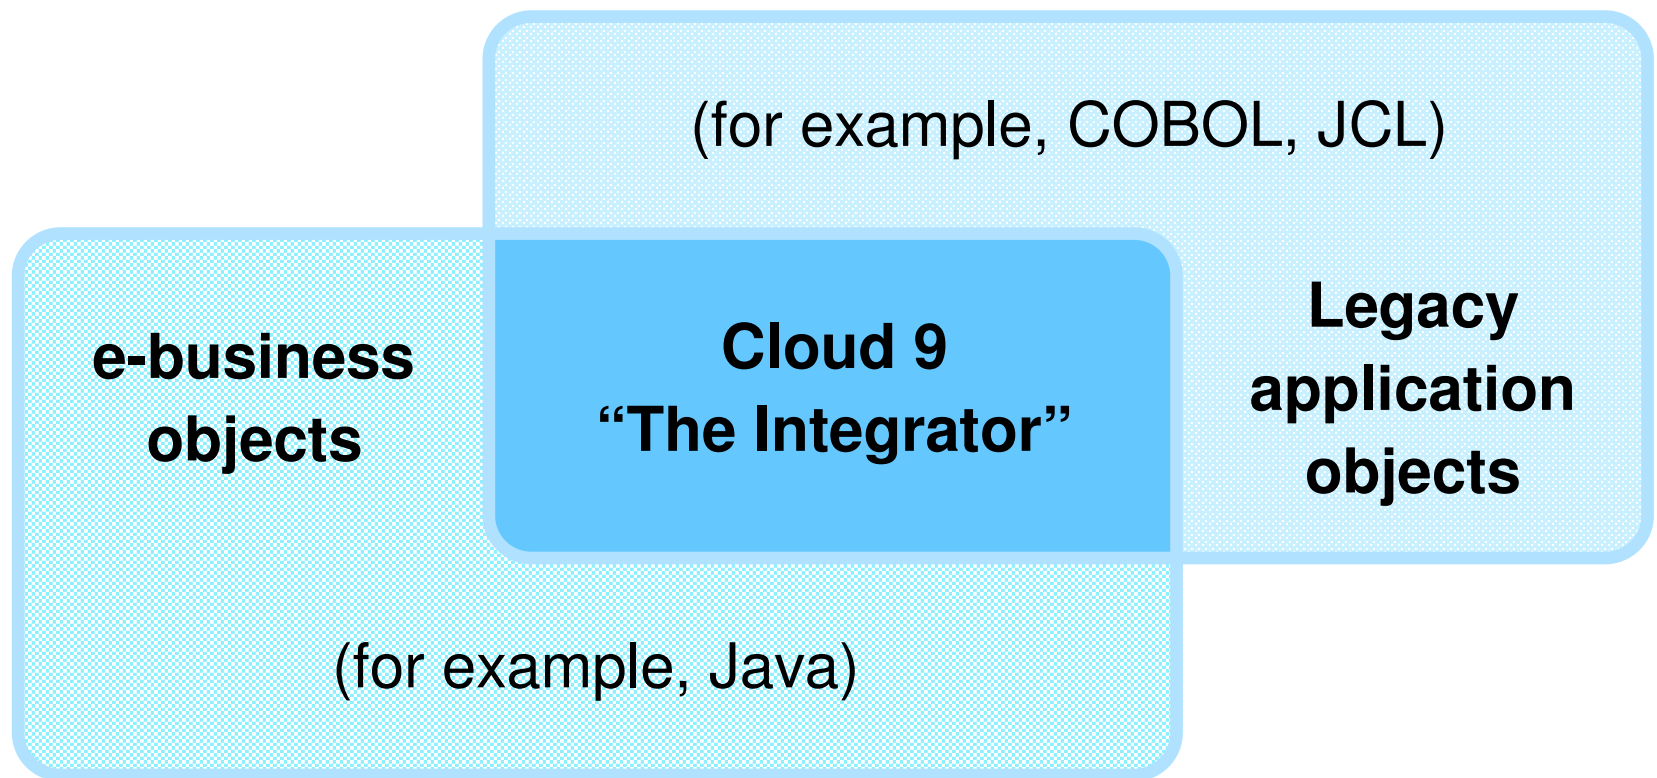 (for example, COBOL, JCL)
e-business
objects
Cloud 9
“The Integrator”
Legacy
application
objects
(for example, Java)